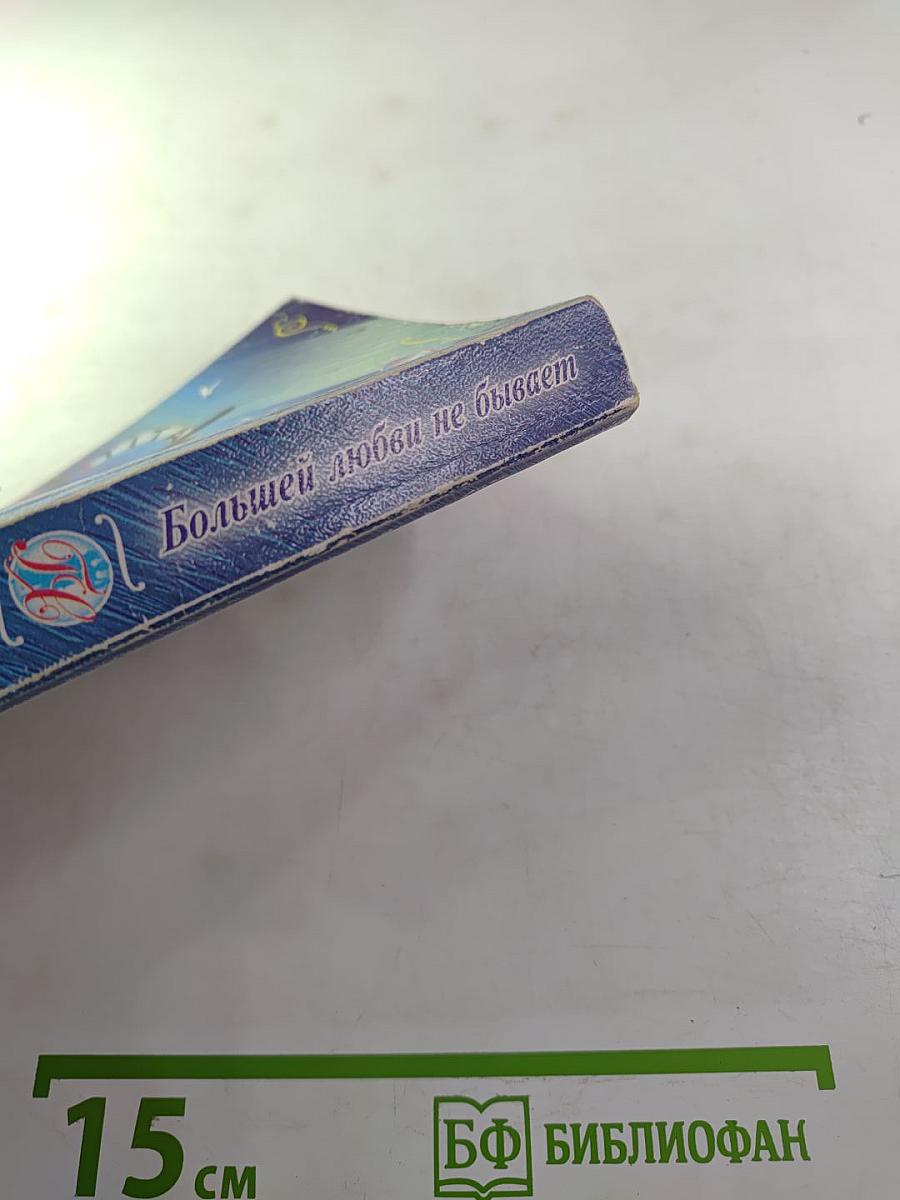 Большей любви не бывает
15 см
БФ БИБЛИОФАН